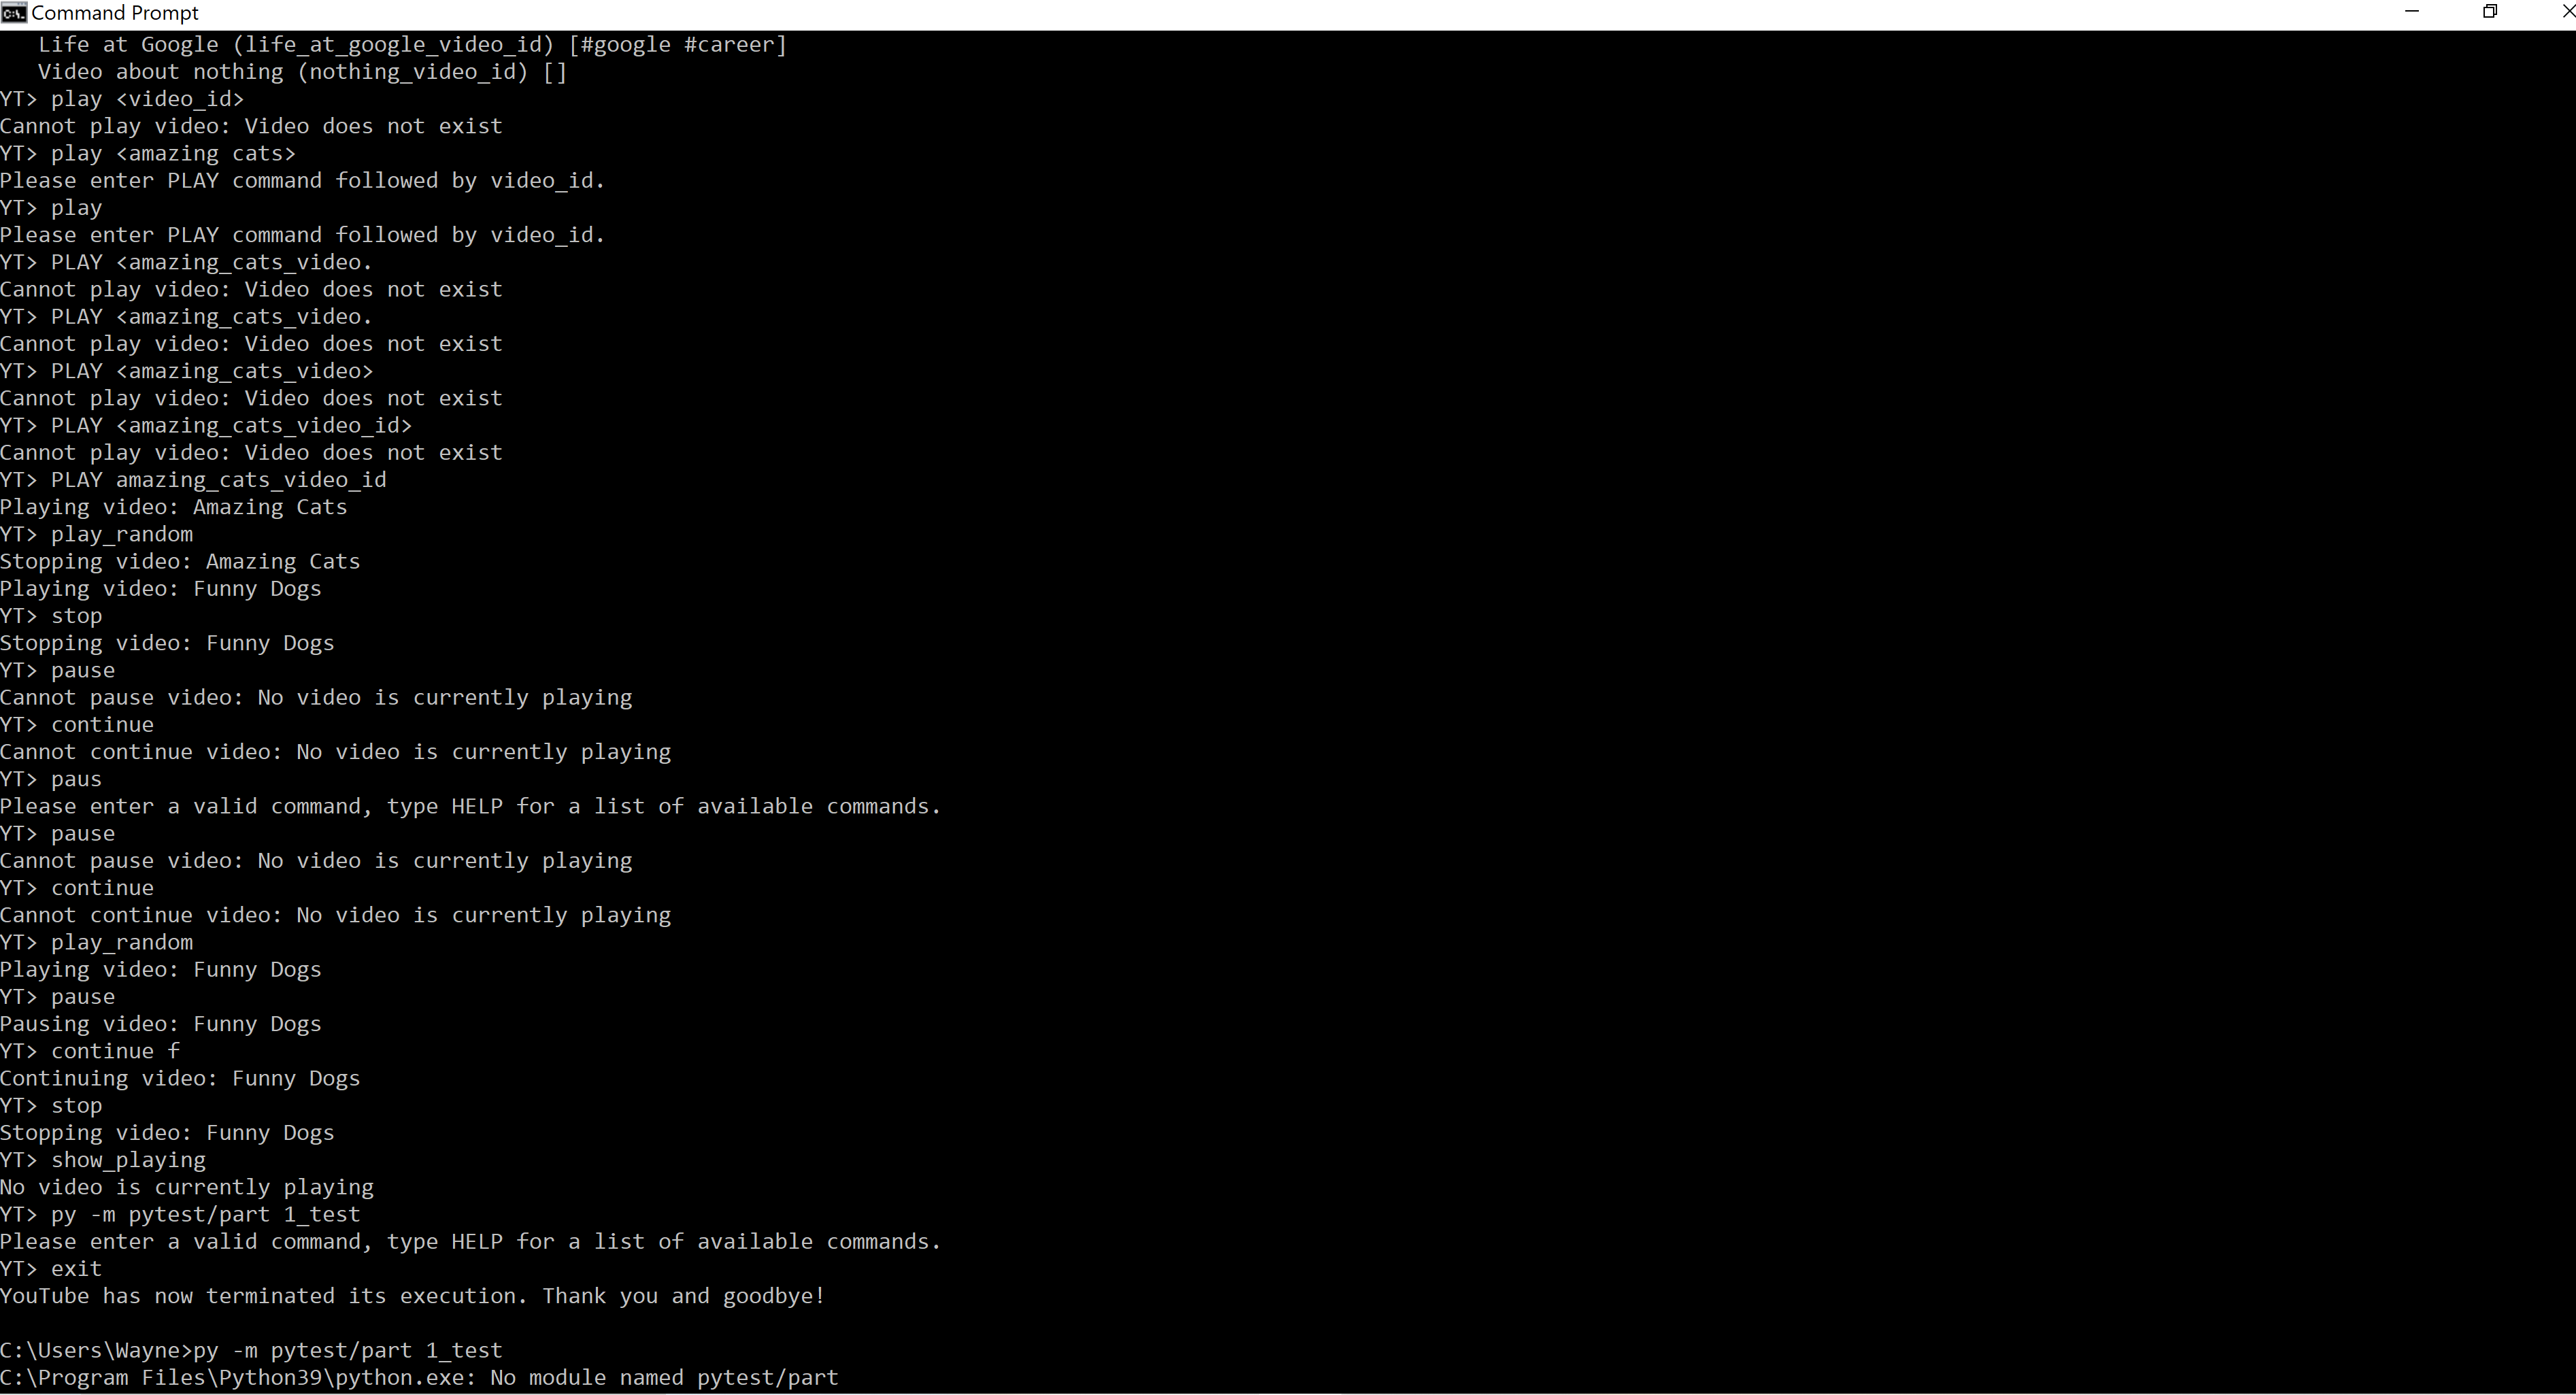 Command Prompt
Life at Google (life_at_google_video_id) [#google #career]
Video about nothing (nothing_video_id) []
YT> play <video_id>
Cannot play video: Video does not exist
YT> play <amazing cats>
Please enter PLAY command followed by video_id.
YT> play
Please enter PLAY command followed by video_id.
YT> PLAY <amazing_cats_video.
Cannot play video: Video does not exist
YT> PLAY <amazing_cats_video.
Cannot play video: Video does not exist
YT> PLAY <amazing_cats_video>
Cannot play video: Video does not exist
YT> PLAY <amazing_cats_video_id>
Cannot play video: Video does not exist
YT> PLAY amazing_cats_video_id
Playing video: Amazing Cats
YT> play_random
Stopping video: Amazing Cats
Playing video: Funny Dogs
YT> stop
Stopping video: Funny Dogs
YT> pause
Cannot pause video: No video is currently playing
YT> continue
Cannot continue video: No video is currently playing
YT> paus
Please enter a valid command, type HELP for a list of available commands.
YT> pause
Cannot pause video: No video is currently playing
YT> continue
Cannot continue video: No video is currently playing
YT> play_random
Playing video: Funny Dogs
YT> pause
Pausing video: Funny Dogs
YT> continue f
Continuing video: Funny Dogs
YT> stop
Stopping video: Funny Dogs
YT> show_playing
No video is currently playing
YT> py -m pytest/part 1_test
Please enter a valid command, type HELP for a list of available commands.
YT> exit
YouTube has now terminated its execution. Thank you and goodbye!
C:\Users\Wayne>py -m pytest/part 1_test
C:\Program Files\Python39\python.exe: No module named pytest/part